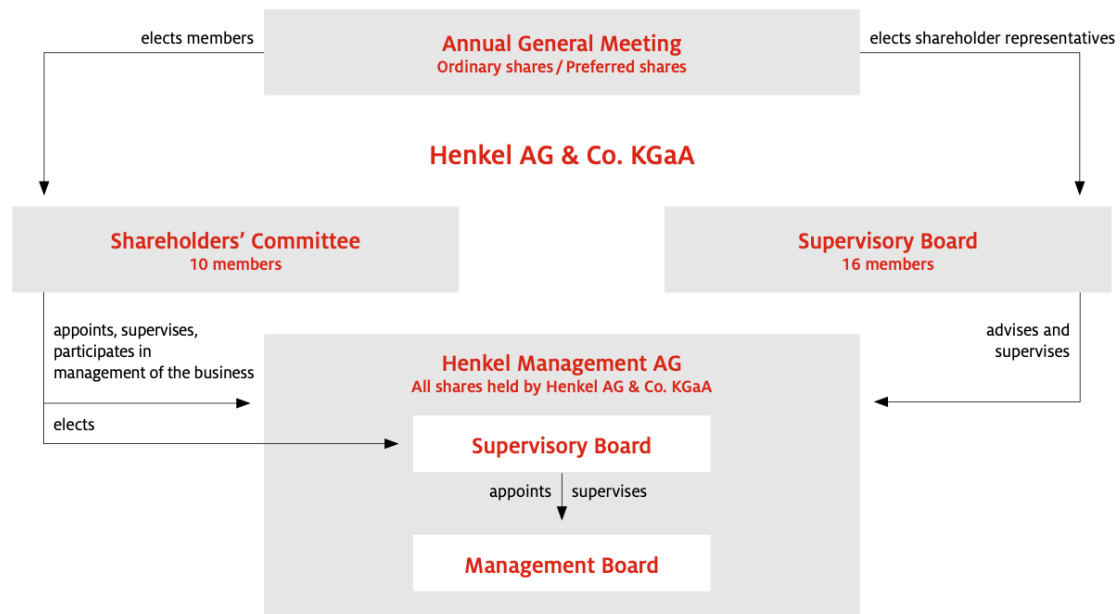 elects members
Annual General Meeting
Ordinary shares / Preferred shares
elects shareholder representatives
Henkel AG & Co. KGaA
Shareholders’ Committee
10 members
Supervisory Board
16 members
appoints, supervises,
participates in
management of the business
elects
advises and
supervises
Henkel Management AG
All shares held by Henkel AG & Co. KGaA
Supervisory Board
appoints supervises
Management Board